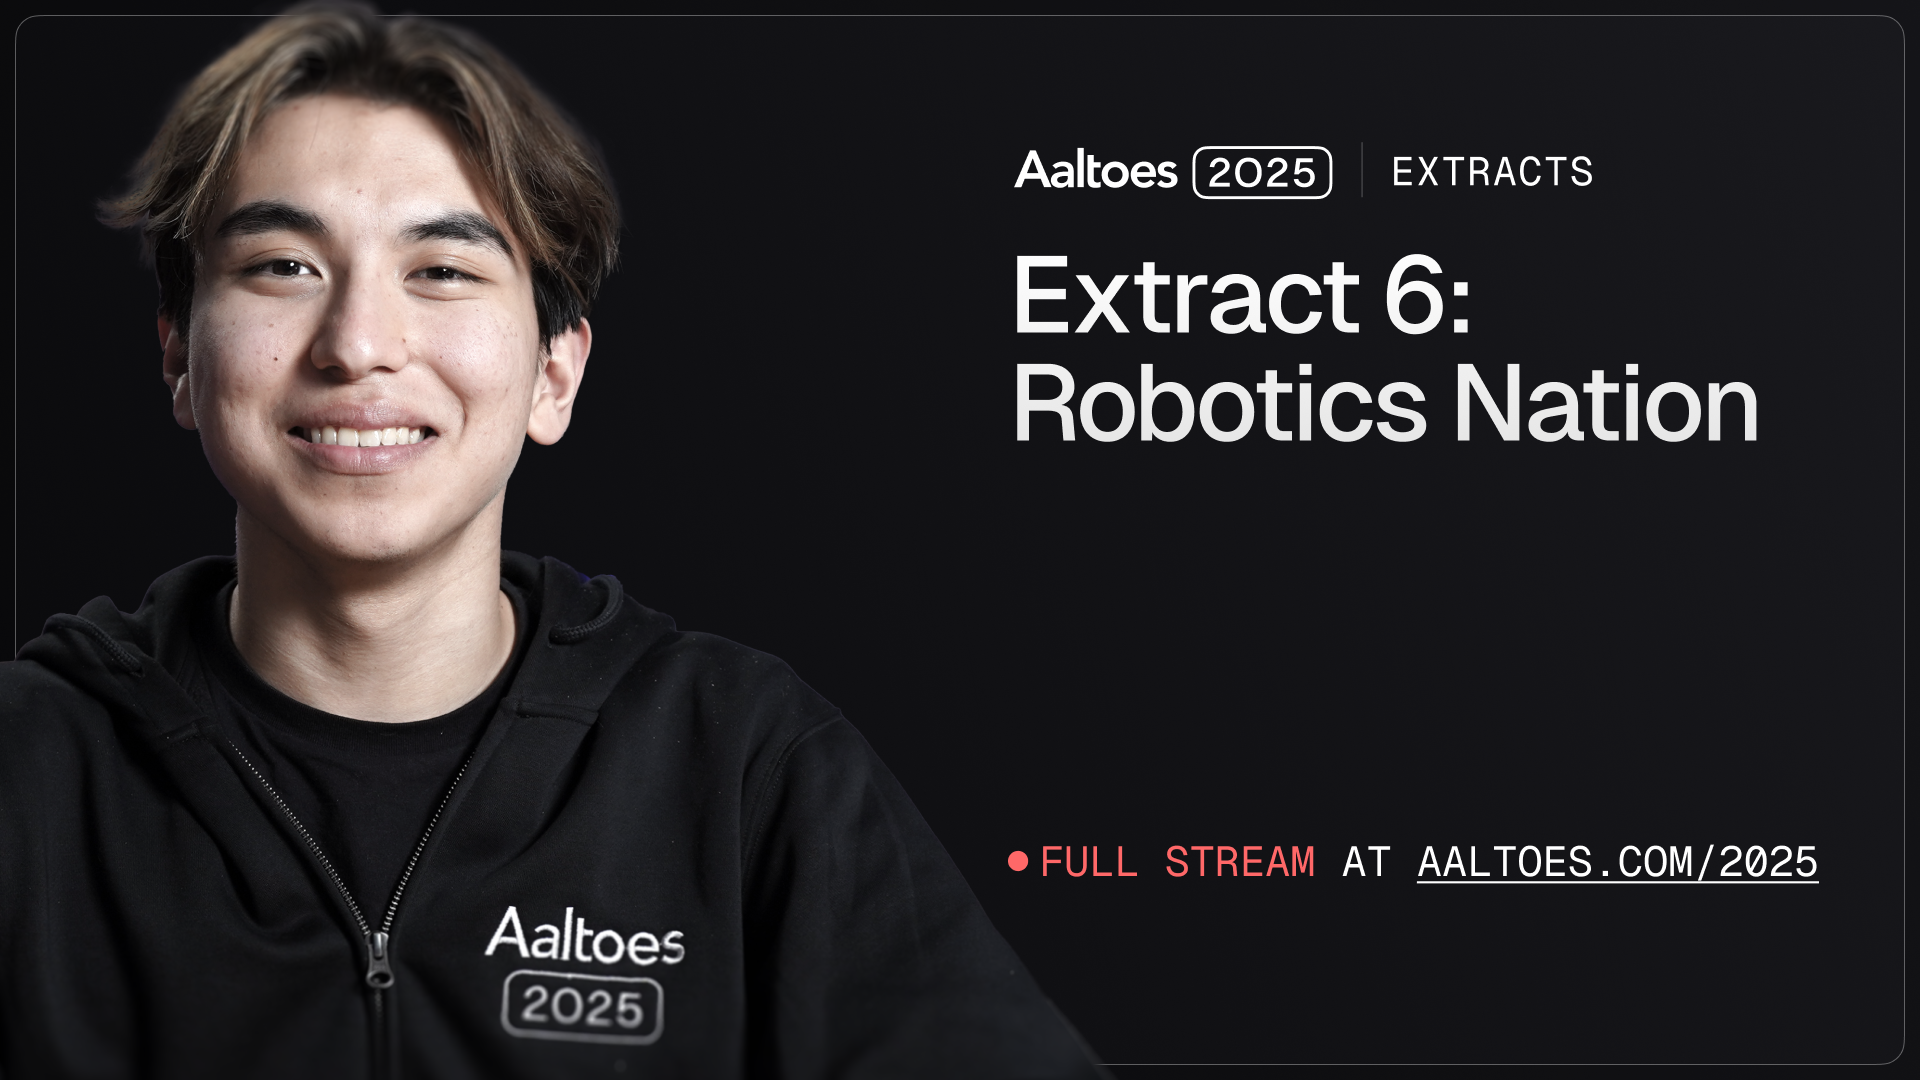 Aaltoes 2025 EXTRACTS
Extract 6:
Robotics Nation
FULL STREAM AT AALTOES.COM/2025
Aaltoes
2025